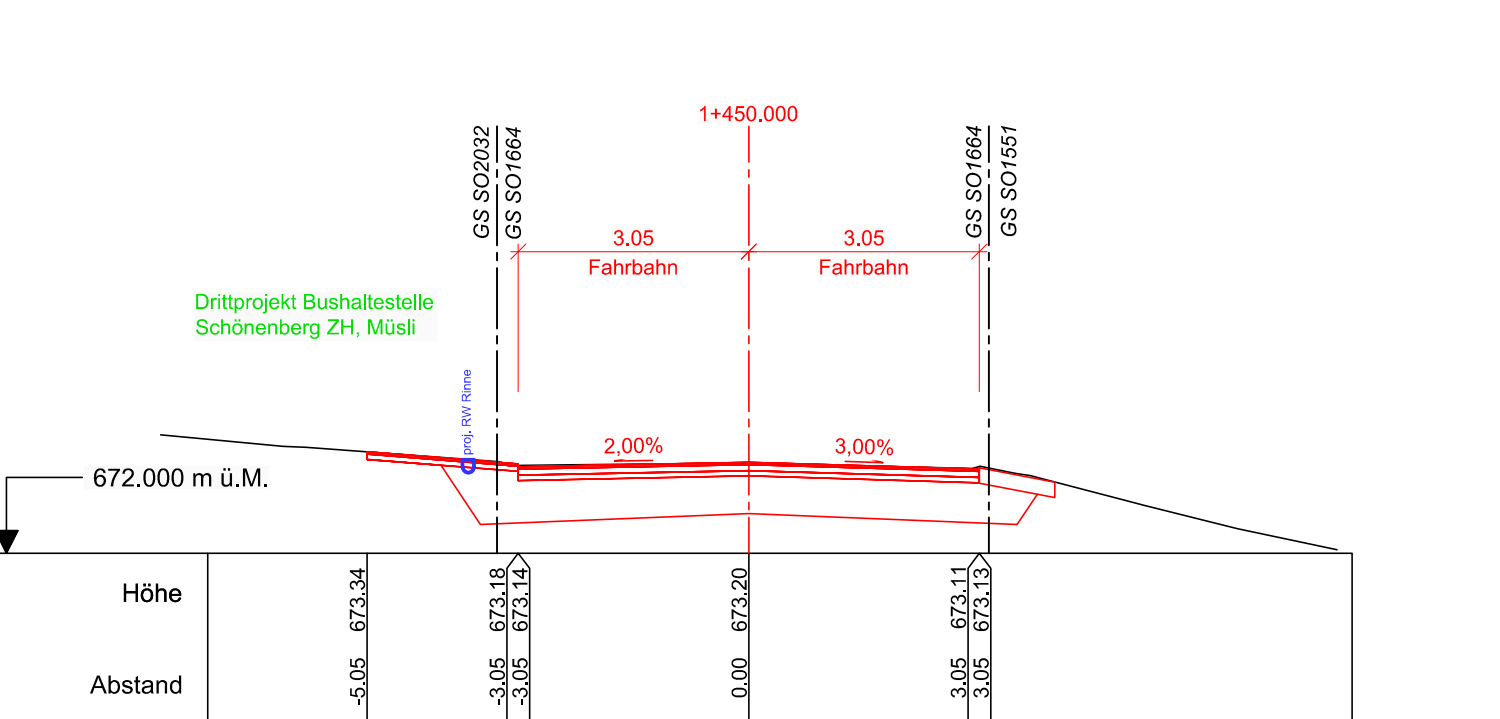 1+450.000
GS SO2032
GS SO1664
GS SO1664
GS SO1551
3.05
3.05
Fahrbahn
Fahrbahn
Drittprojekt Bushaltestelle
Schönenberg ZH, Müsli
proj. RW Rinne
2,00%
3,00%
672.000 m ü.M.
Höhe
673.34
673.18
673.14
673.20
673.11
673.13
Abstand
-5.05
-3.05
-3.05
0.00
3.05
3.05